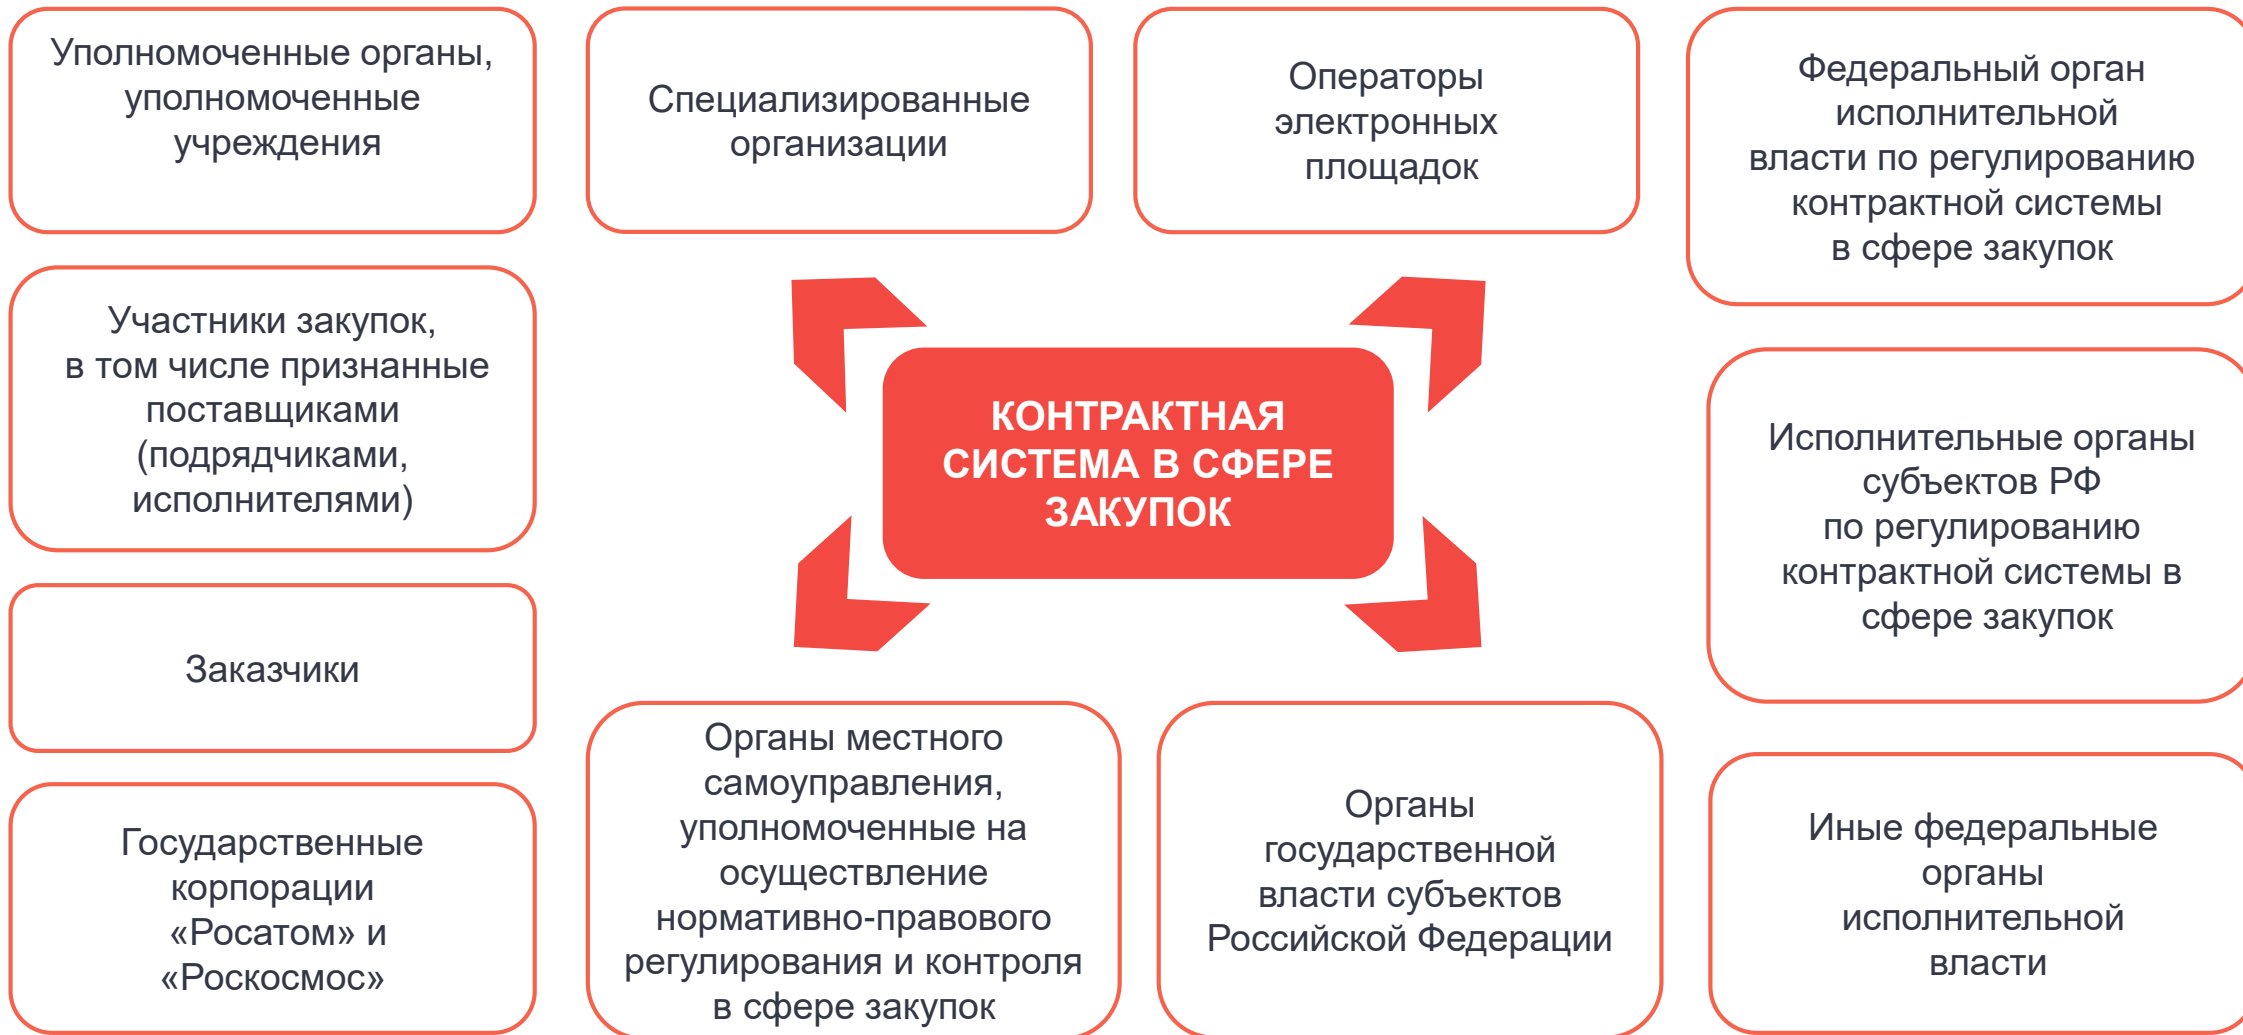 Уполномоченные органы,
уполномоченные
учреждения
Специализированные
организации
Операторы
электронных
площадок
Федеральный орган
исполнительной
власти по регулированию
контрактной системы
в сфере закупок
Участники закупок,
в том числе признанные
поставщиками
(подрядчиками,
исполнителями)
КОНТРАКТНАЯ
СИСТЕМА В СФЕРЕ
ЗАКУПОК
Исполнительные органы
субъектов РФ
по регулированию
контрактной системы в
сфере закупок
Заказчики
Государственные
корпорации
«Росатом» и
«Роскосмос»
Органы местного
самоуправления,
уполномоченные на
осуществление
нормативно-правового
регулирования и контроля
в сфере закупок
Органы
государственной
власти субъектов
Российской Федерации
Иные федеральные
органы
исполнительной
власти